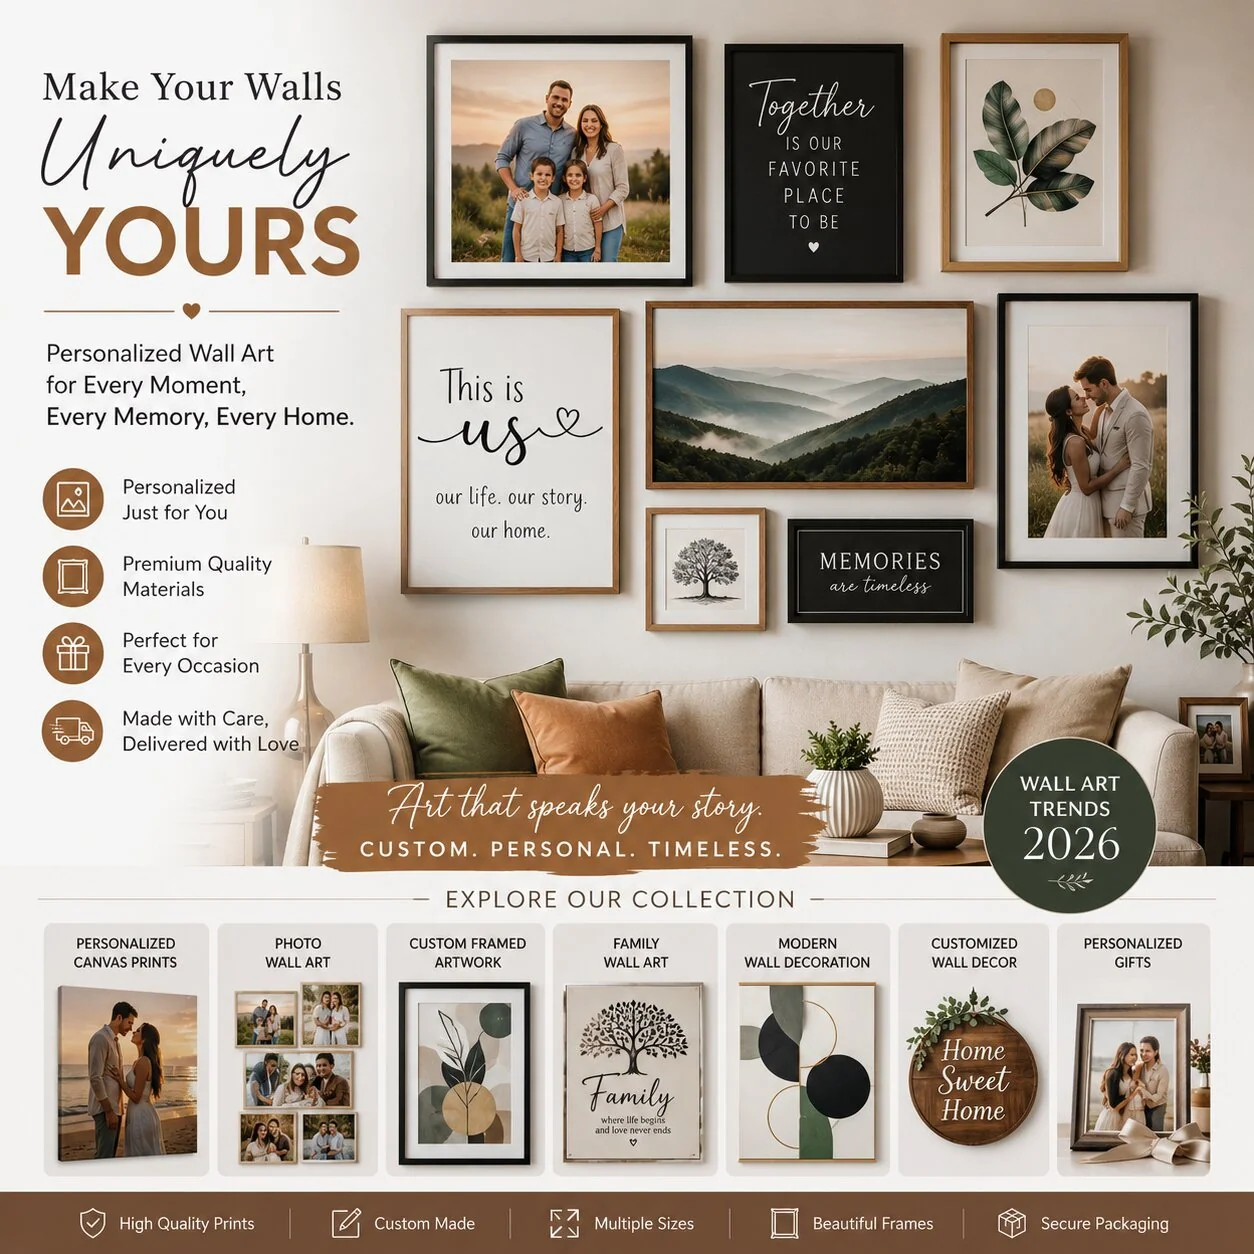 Make Your Walls
Uniquely
YOURS
Personalized Wall Art
for Every Moment,
Every Memory, Every Home.
Personalized
Just for You
Premium Quality
Materials
Perfect for
Every Occasion
Made with Care,
Delivered with Love
Together
IS OUR
FAVORITE
PLACE
TO BE
This is
us
our life. our story.
our home.
MEMORIES
are timeless
Art that speaks your story.
CUSTOM. PERSONAL. TIMELESS.
WALL ART
TRENDS
2026
EXPLORE OUR COLLECTION
PERSONALIZED
CANVAS PRINTS
PHOTO
WALL ART
CUSTOM FRAMED
ARTWORK
FAMILY
WALL ART
Family
where life begins
and love never ends
MODERN
WALL DECORATION
CUSTOMIZED
WALL DECOR
Home
Sweet
Home
PERSONALIZED
GIFTS
High Quality Prints
Custom Made
Multiple Sizes
Beautiful Frames
Secure Packaging